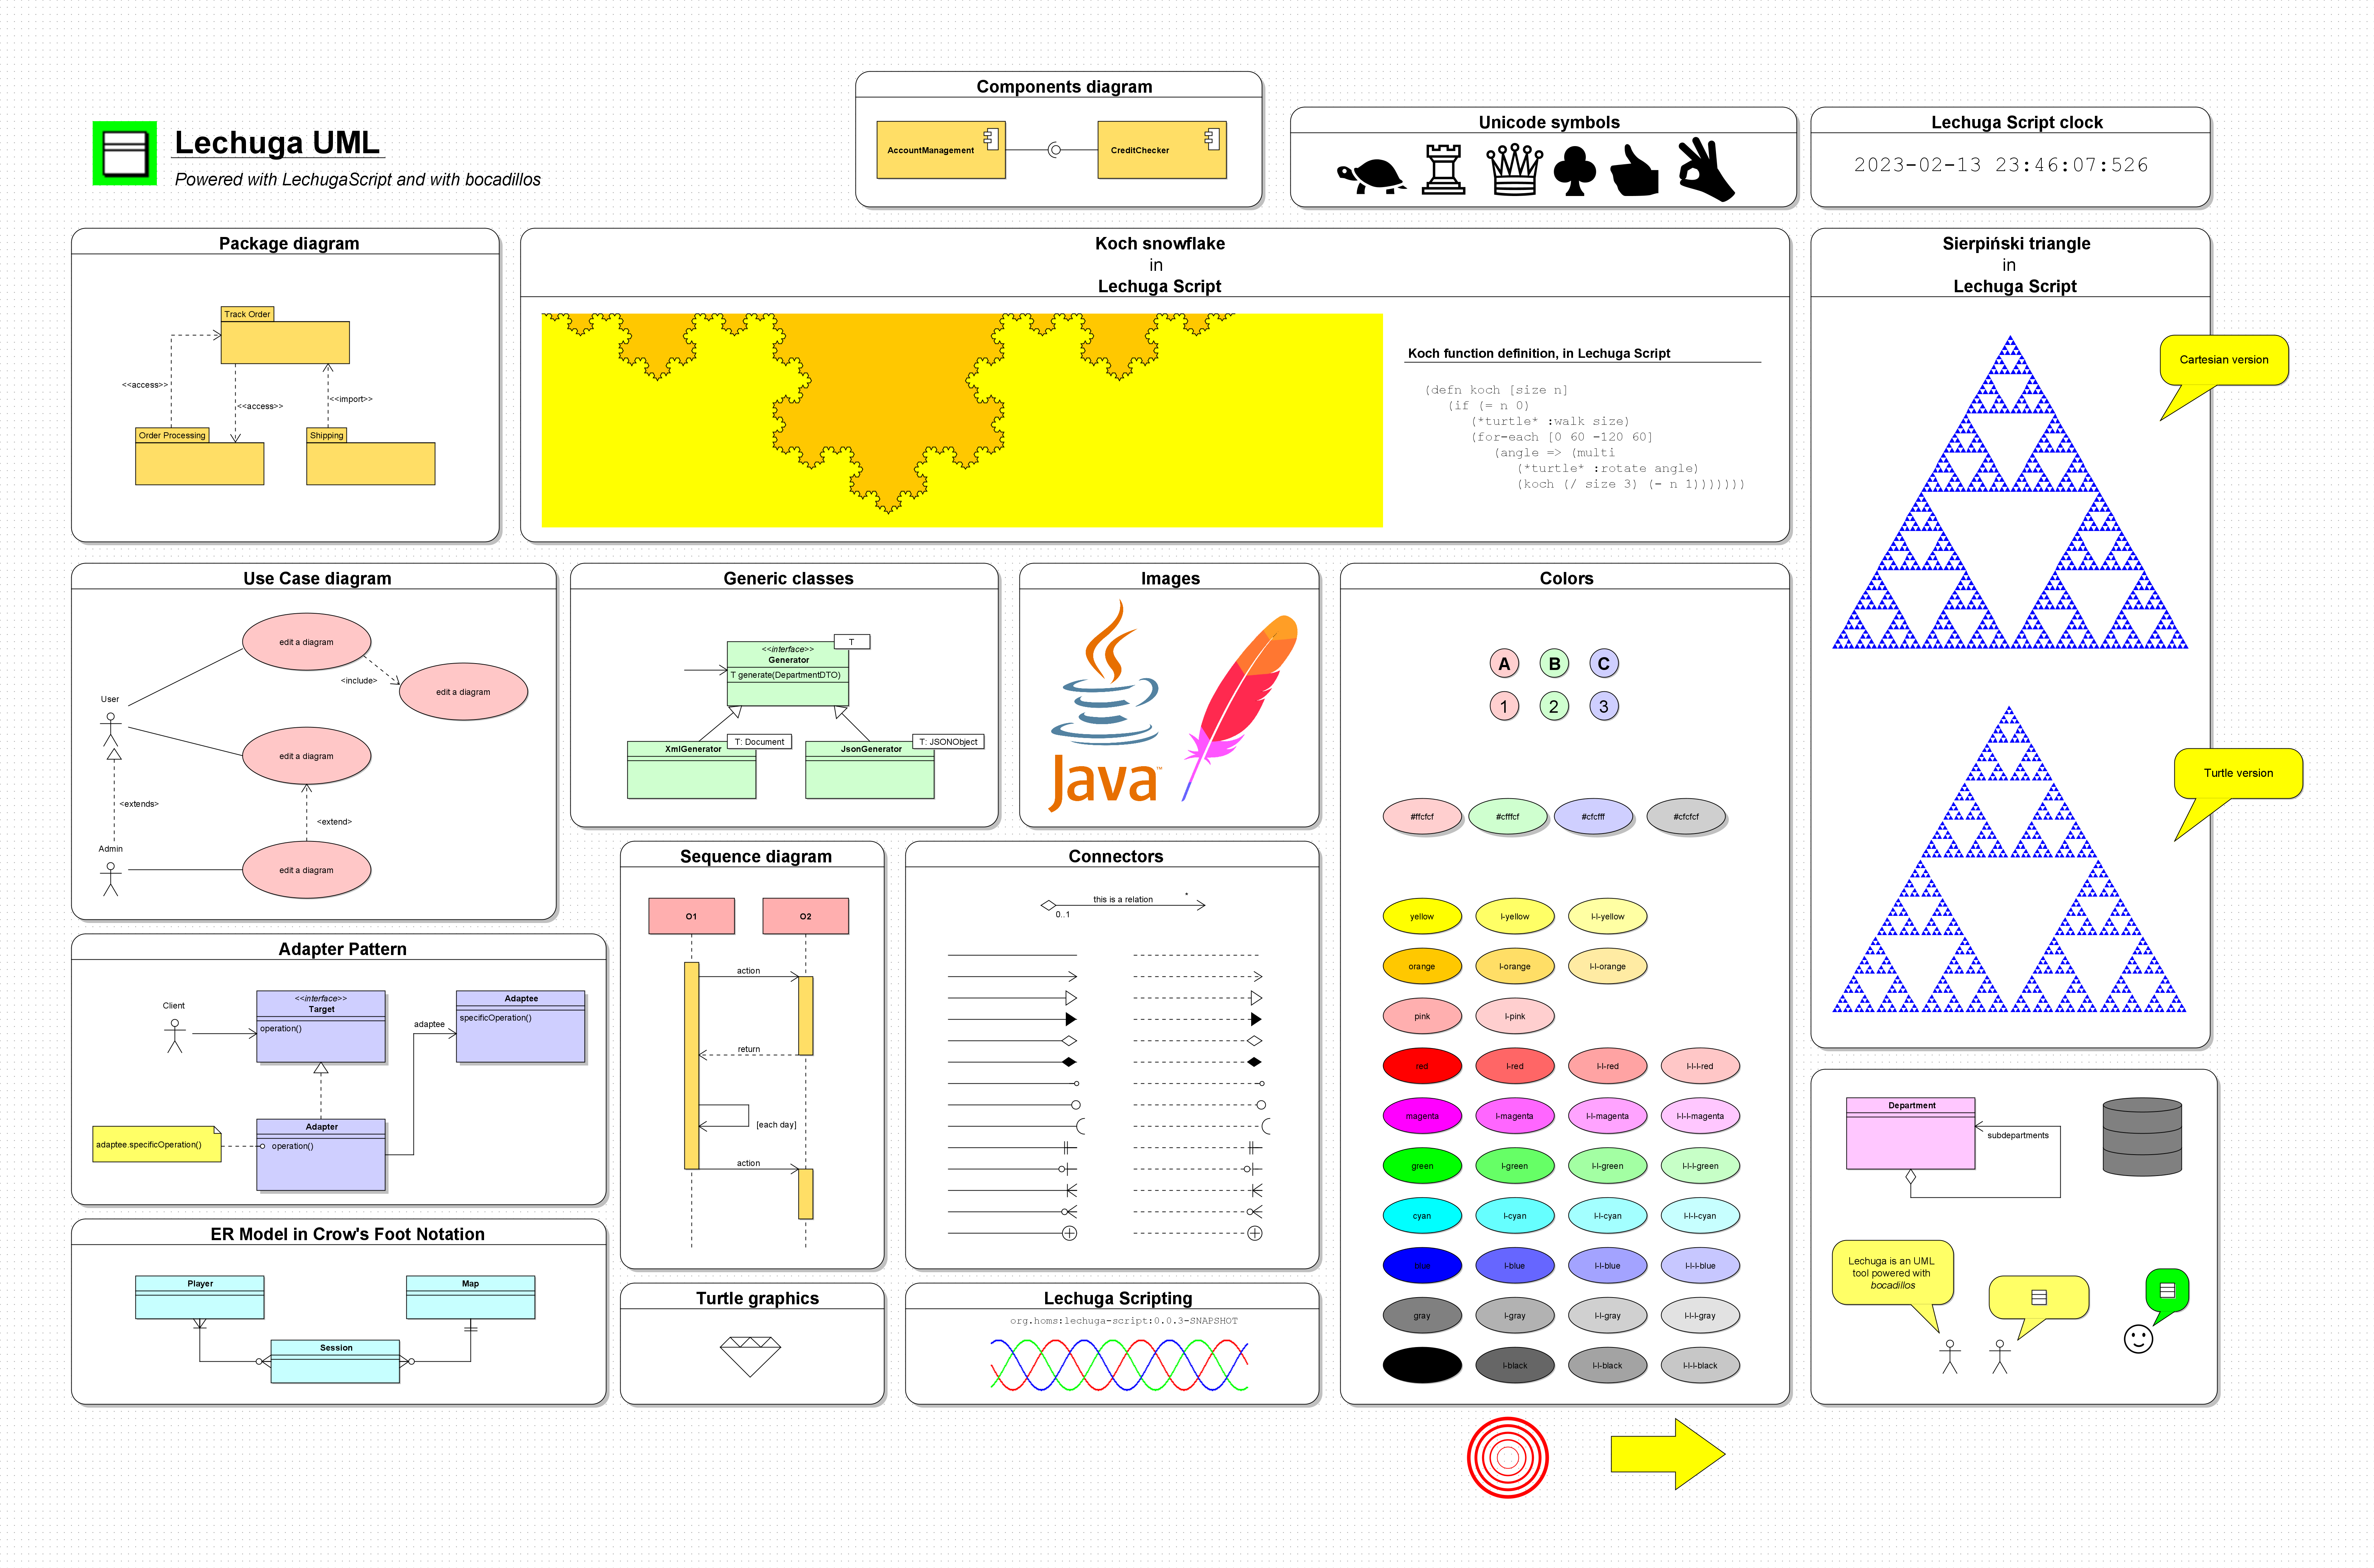 Lechuga UML
Powered with LechugaScript and with bocadillos
Components diagram
AccountManagement
CreditChecker
Unicode symbols
Lechuga Script clock
2023-02-13 23:46:07:526
Package diagram
Track Order
<<access>>
<<access>>
<<import>>
Order Processing
Shipping
Koch snowflake
in
Lechuga Script
Koch function definition, in Lechuga Script
(defn koch [size n]
(if (= n 0)
(*turtle* :walk size)
(for-each [0 60 -120 60]
(angle => (multi
(*turtle* :rotate angle)
(koch (/ size 3) (- n 1)))))))
Sierpiński triangle
in
Lechuga Script
Cartesian version
Turtle version
Use Case diagram
edit a diagram
<include>
edit a diagram
User
edit a diagram
<extends>
<extend>
Admin
edit a diagram
Generic classes
T
<<interface>>
Generator
T generate(DepartmentDTO)
T: Document
XmlGenerator
T: JSONObject
JsonGenerator
Images
Java™
Colors
A B C
1 2 3
#ffcfcf #cfffcf #cfcfff #cfcfcf
yellow l-yellow l-l-yellow
orange l-orange l-l-orange
pink l-pink
red l-red l-l-red l-l-l-red
magenta l-magenta l-l-magenta l-l-l-magenta
green l-green l-l-green l-l-l-green
cyan l-cyan l-l-cyan l-l-l-cyan
blue l-blue l-l-blue l-l-l-blue
gray l-gray l-l-gray l-l-l-gray
l-black l-l-black l-l-l-black
Sequence diagram
O1
O2
action
return
[each day]
action
Connectors
this is a relation
*
0..1
Adapter Pattern
Client
<<interface>>
Target
operation()
adaptee
Adaptee
specificOperation()
adaptee.specificOperation()
Adapter
operation()
ER Model in Crow's Foot Notation
Player
Map
Session
Turtle graphics
Lechuga Scripting
org.homs:lechuga-script:0.0.3-SNAPSHOT
Department
subdepartments
Lechuga is an UML
tool powered with
bocadillos